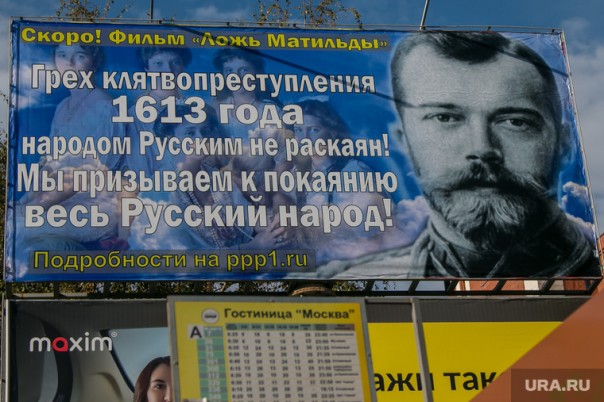 Скоро! Фильм «Ложь Матильды»
Грех клятвопреступления
1613 года
народом Русским не раскаян!
Мы призываем к покаянию
весь Русский народ!
Подробности на ppp1.ru
maxim
Гостиница "Москва"
А
ажи так
URA.RU